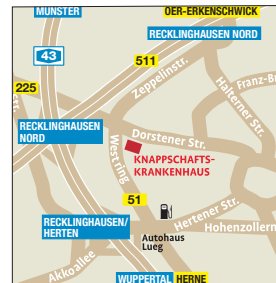 MÜNSTER
OER-ERKENSCHWICK
RECKLINGHAUSEN NORD
43
511
Zeppelinstr.
225
Halterner Str.
Franz-B
RECKLINGHAUSEN
NORD
Dorstener Str.
KNAPPSCHAFTS-
KRANKENHAUS
Westring
51
RECKLINGHAUSEN/
HERTEN
Autohaus
Lueg
Hertener Str.
Hohenzollern
Akkoallee
WUPPERTAL
HERNE